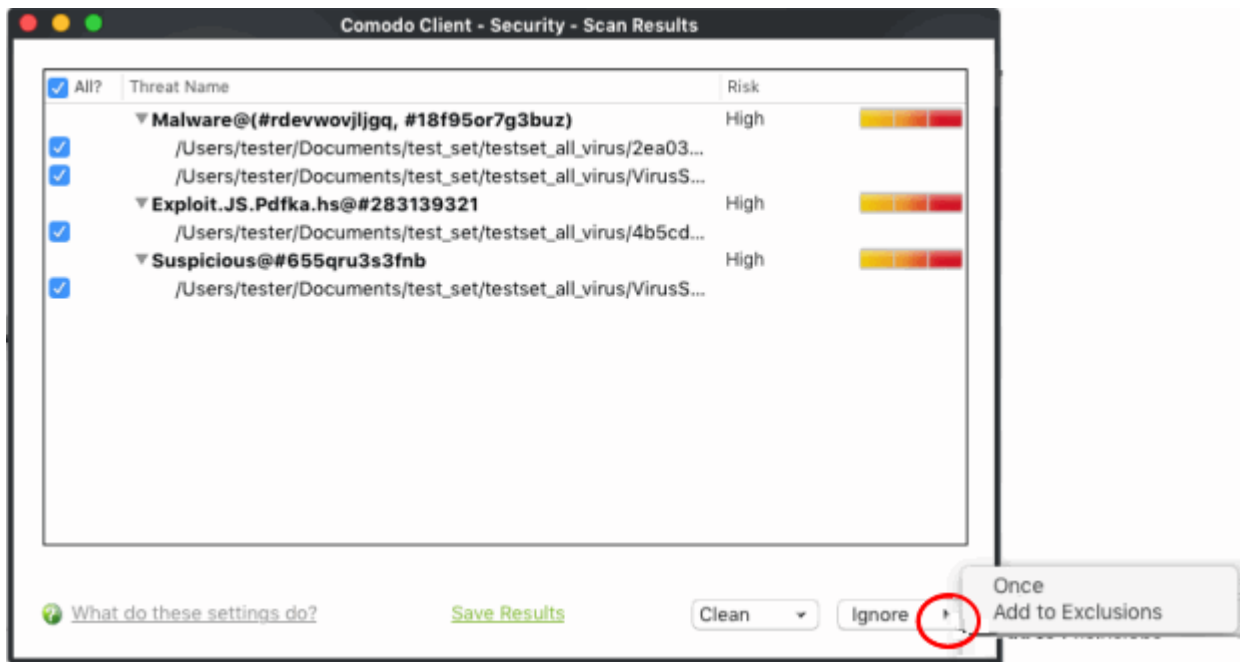 Comodo Client - Security - Scan Results
All? Threat Name Risk
Malware@(#rdevwovjljgq, #18f95or7g3buz) High
/Users/tester/Documents/test_set/testset_all_virus/2ea03...
/Users/tester/Documents/test_set/testset_all_virus/VirusS...
Exploit.JS.Pdfka.hs@#283139321 High
/Users/tester/Documents/test_set/testset_all_virus/4b5cd...
Suspicious@#655qru3s3fnb High
/Users/tester/Documents/test_set/testset_all_virus/VirusS...
Once
Add to Exclusions
What do these settings do? Save Results Clean Ignore